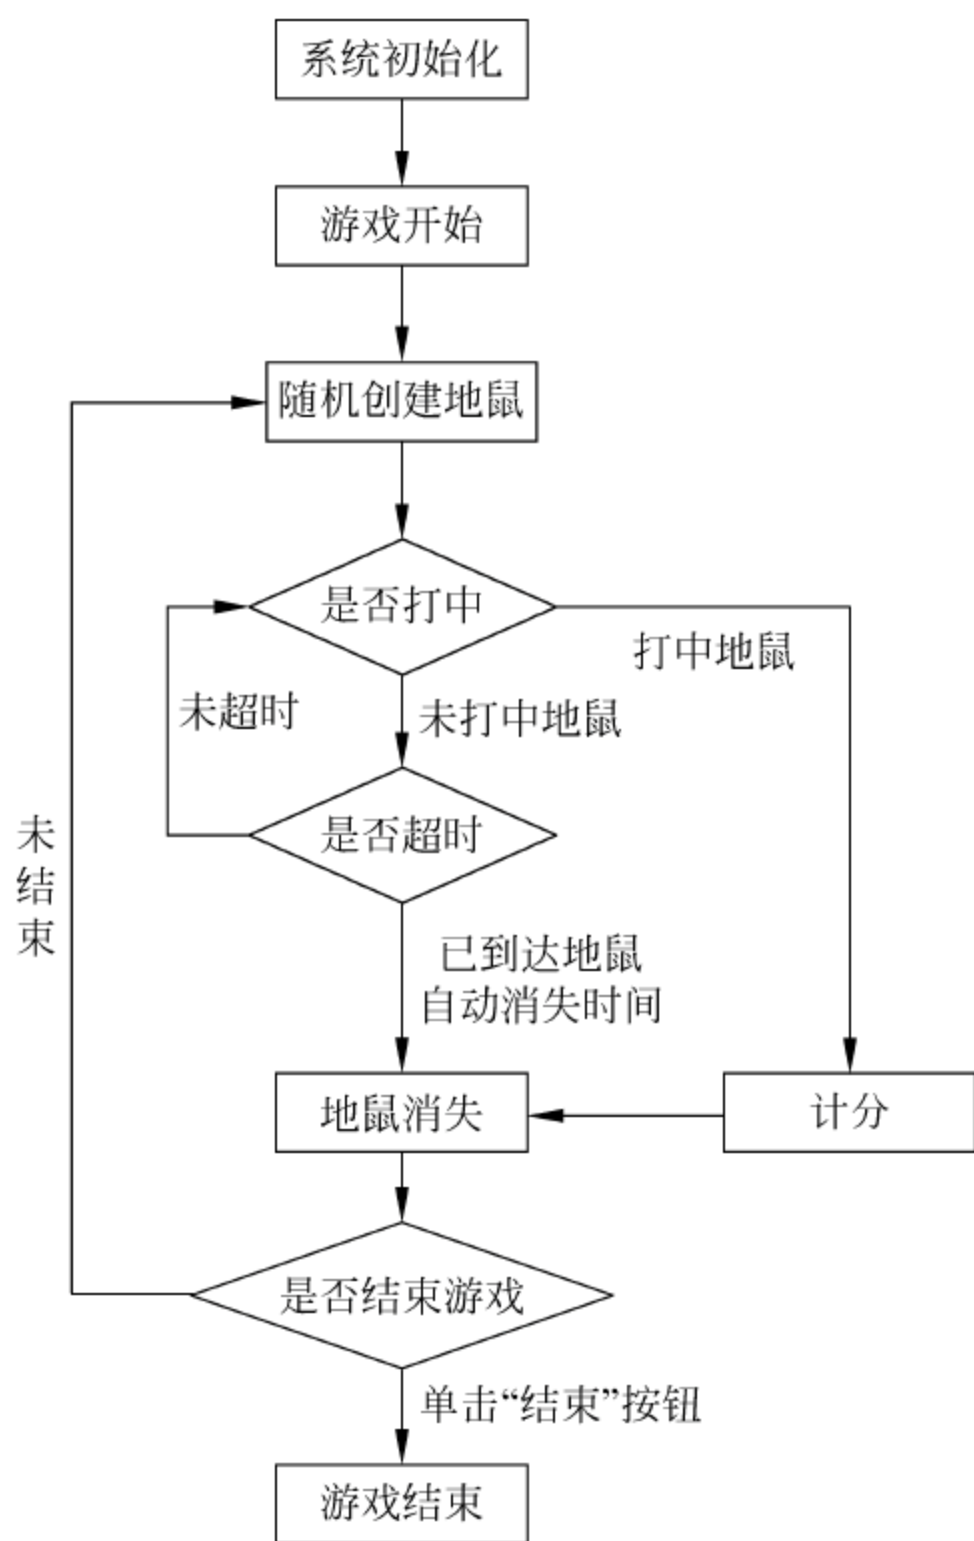 系统初始化
游戏开始
随机创建地鼠
是否打中
打中地鼠
未超时
未打中地鼠
是否超时
未
结
束
已到达地鼠
自动消失时间
地鼠消失
计分
是否结束游戏
单击“结束”按钮
游戏结束